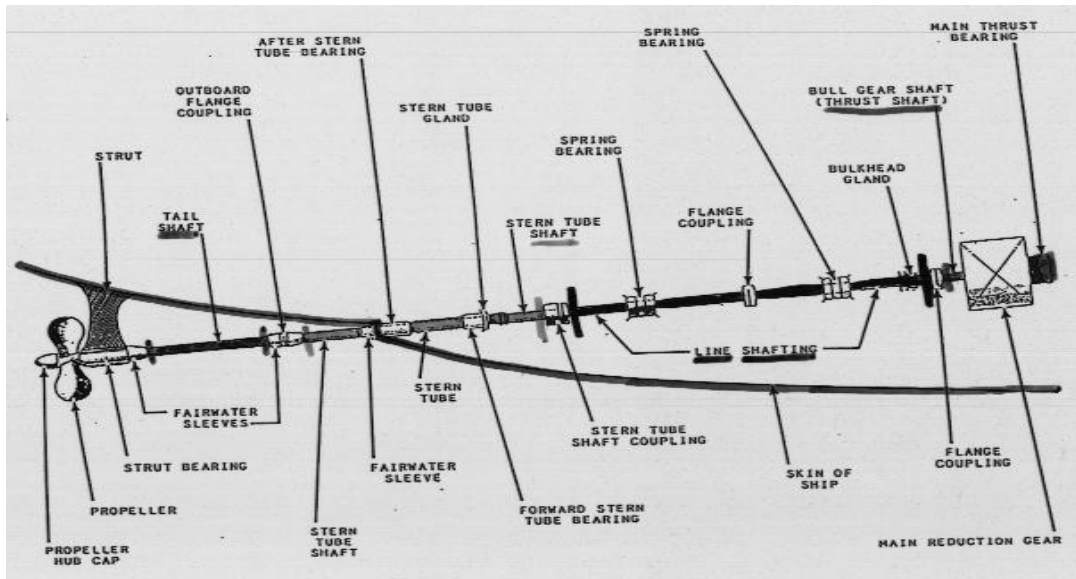 AFTER STERN
TUBE BEARING
SPRING
BEARING
MAIN THRUST
BEARING
OUTBOARD
FLANGE
COUPLING
STERN TUBE
GLAND
BULL GEAR SHAFT
(THRUST SHAFT)
STRUT
SPRING
BEARING
BULKHEAD
GLAND
TAIL
SHAFT
STERN TUBE
SHAFT
FLANGE
COUPLING
LINE SHAFTING
FAIRWATER
SLEEVES
STERN
TUBE
STERN TUBE
SHAFT COUPLING
STRUT BEARING
FAIRWATER
SLEEVE
SKIN OF
SHIP
FLANGE
COUPLING
PROPELLER
STERN
TUBE
SHAFT
FORWARD STERN
TUBE BEARING
PROPELLER
HUB CAP
MAIN REDUCTION GEAR